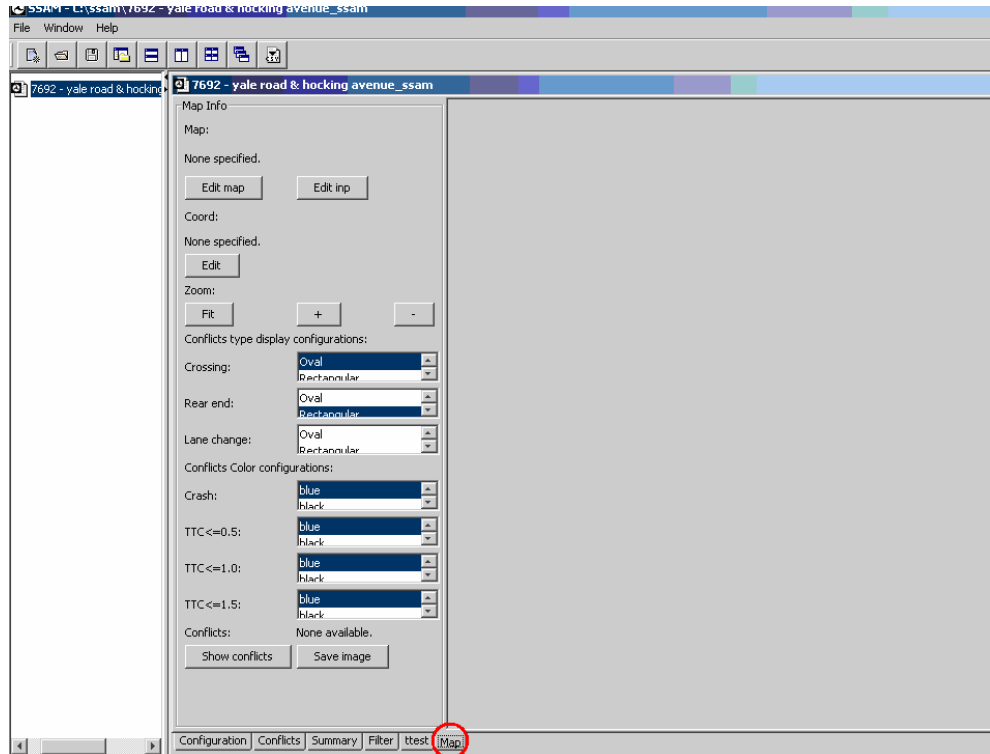 SSAM - C:\ssam\7692 - yale road & hocking avenue_ssam
File Window Help
7692 - yale road & hocking
7692 - yale road & hocking avenue_ssam
Map Info
Map:
None specified.
Edit map Edit inp
Coord:
None specified.
Edit
Zoom:
Fit + -
Conflicts type display configurations:
Crossing: Oval
Rectangular
Rear end: Oval
Rectangular
Lane change: Oval
Rectangular
Conflicts Color configurations:
Crash: blue
black
TTC<=0.5: blue
black
TTC<=1.0: blue
black
TTC<=1.5: blue
black
Conflicts: None available.
Show conflicts Save image
Configuration Conflicts Summary Filter ttest Map